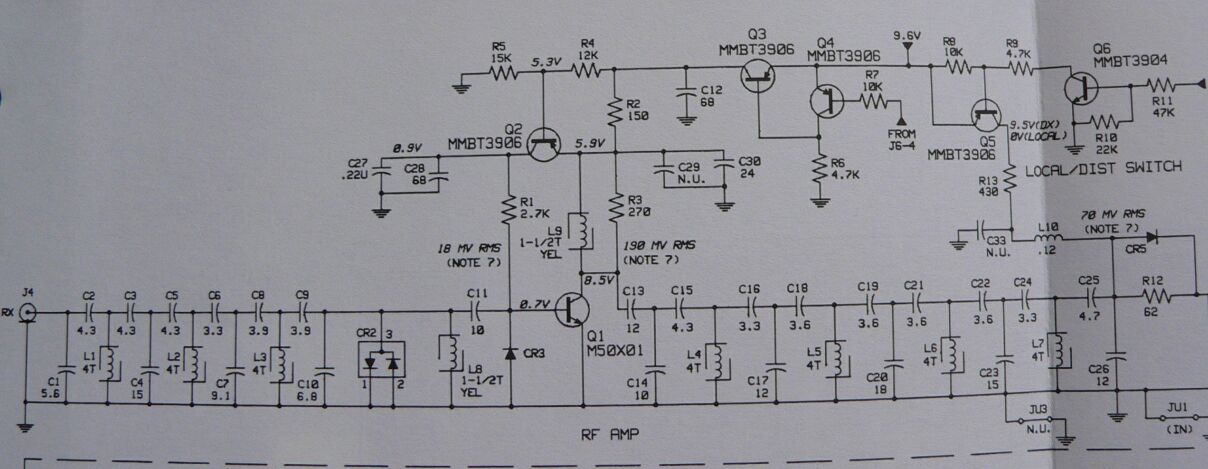 R5
15K
5.3V
R4
12K
Q3
MMBT3906
Q4
MMBT3906
9.6V
R8
10K
R9
4.7K
Q6
MMBT3904
R7
10K
R11
47K
C12
68
R2
150
FROM
J6-4
9.5V(DX)
0V(LOCAL)
R10
22K
Q2
MMBT3906
5.9V
Q5
MMBT3906
0.9V
C27
.22U
C28
68
C29
N.U.
C30
24
R6
4.7K
LOCAL/DIST SWITCH
R13
430
R1
2.7K
R3
270
L9
1-1/2T
YEL
18 MV RMS
(NOTE 7)
190 MV RMS
(NOTE 7)
C33
N.U.
L10
.12
70 MV RMS
(NOTE 7)
CR5
8.5V
J4
RX
C2
4.3
C3
4.3
C5
4.3
C6
3.3
C8
3.9
C9
3.9
C11
10
0.7V
C13
12
C15
4.3
C16
3.3
C18
3.6
C19
3.6
C21
3.6
C22
3.6
C24
3.3
C25
4.7
R12
62
C1
5.6
L1
4T
C4
15
L2
4T
C7
9.1
L3
4T
C10
6.8
CR2
3
1
2
L8
1-1/2T
YEL
CR3
Q1
M50X01
C14
10
L4
4T
C17
12
L5
4T
C20
18
L6
4T
C23
15
L7
4T
C26
12
JU3
N.U.
JU1
(IN)
RF AMP